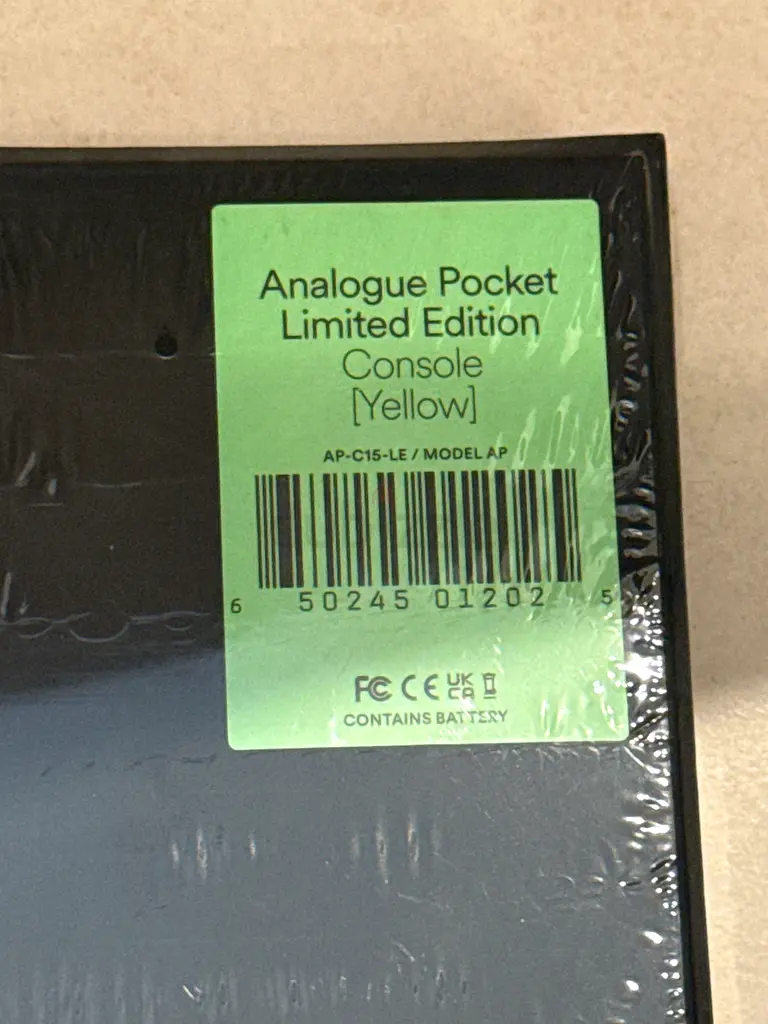 Analogue Pocket
Limited Edition
Console
[Yellow]
AP-C15-LE / MODEL AP
6 50245 01202 5
FC CE UK CA
CONTAINS BATTERY